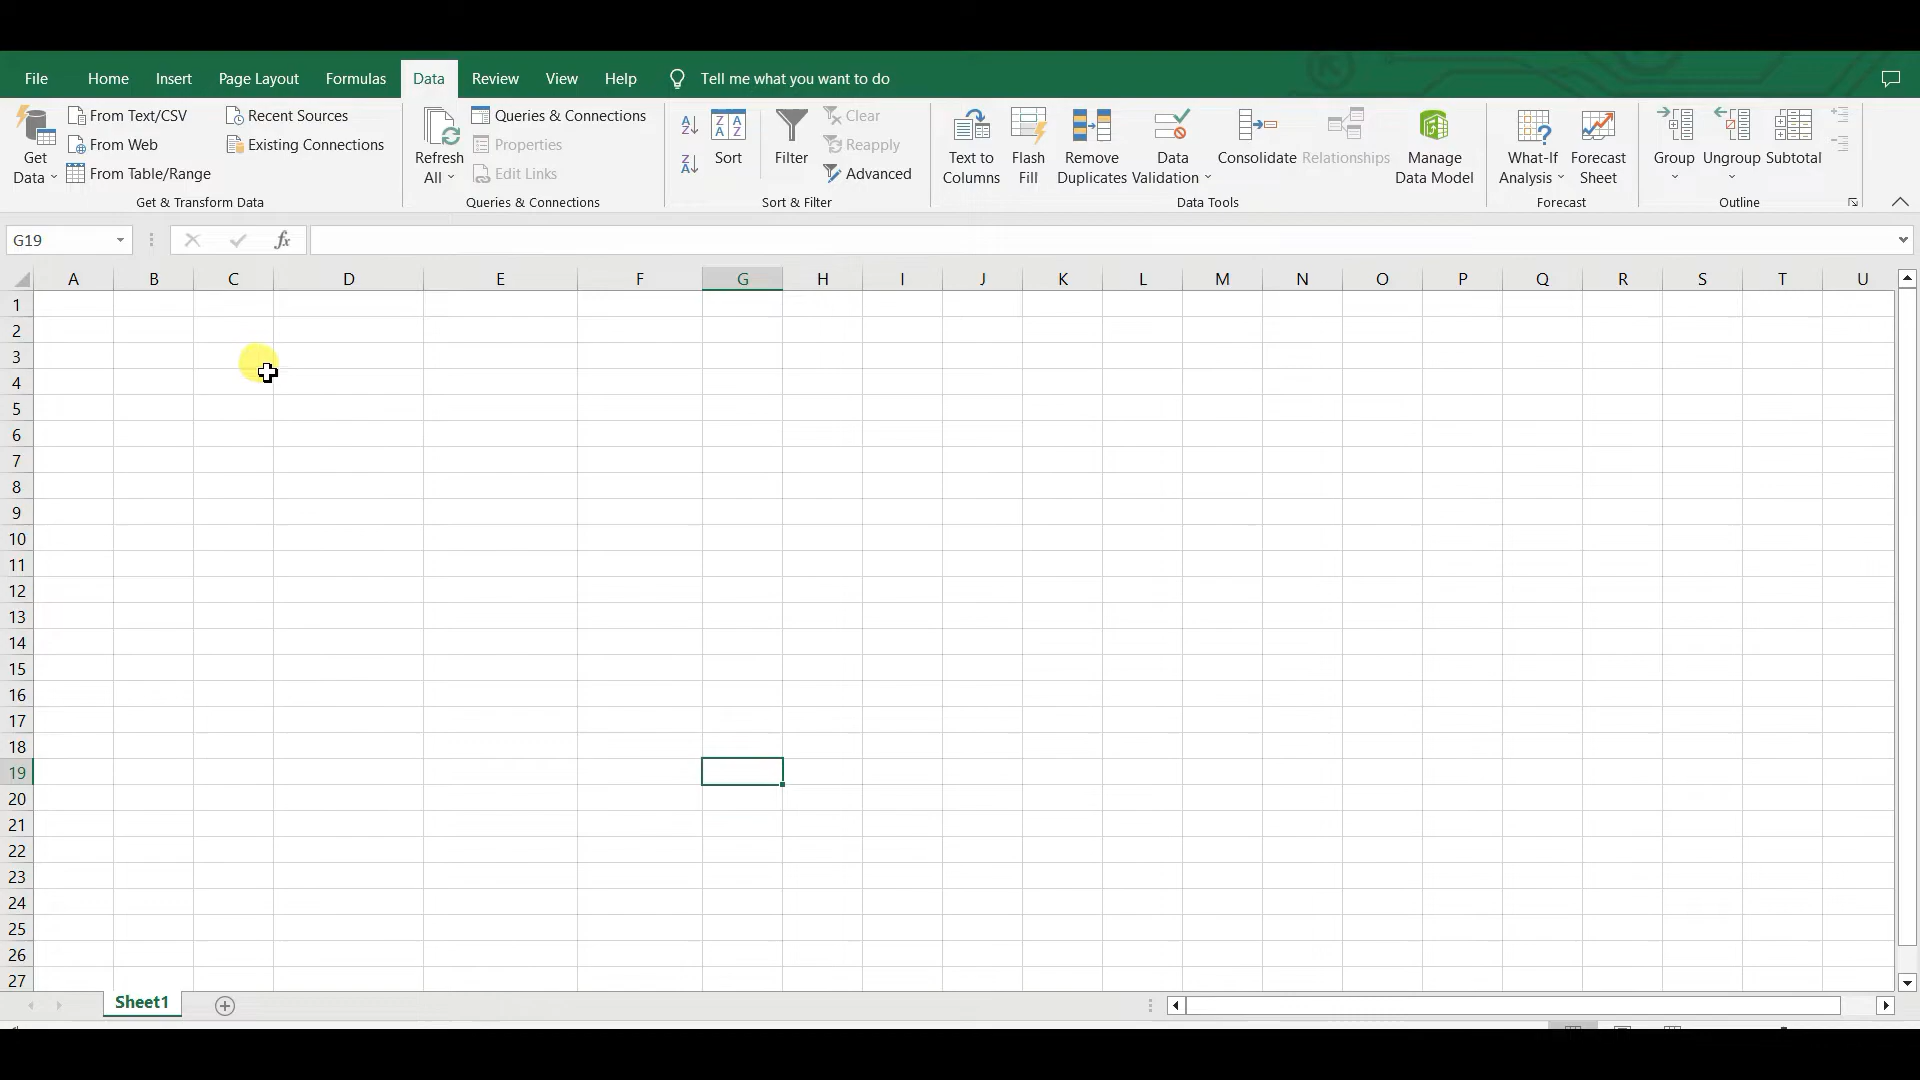 File Home Insert Page Layout Formulas Data Review View Help Tell me what you want to do
Get Data
From Text/CSV
From Web
From Table/Range
Recent Sources
Existing Connections
Get & Transform Data
Refresh All
Queries & Connections
Properties
Edit Links
Queries & Connections
Sort
Filter
Clear
Reapply
Advanced
Sort & Filter
Text to Columns
Flash Fill
Remove Duplicates
Data Validation
Consolidate
Relationships
Manage Data Model
Data Tools
What-If Analysis
Forecast Sheet
Forecast
Group
Ungroup
Subtotal
Outline
G19
fx
A B C D E F G H I J K L M N O P Q R S T U
1
2
3
4
5
6
7
8
9
10
11
12
13
14
15
16
17
18
19
20
21
22
23
24
25
26
27
Sheet1